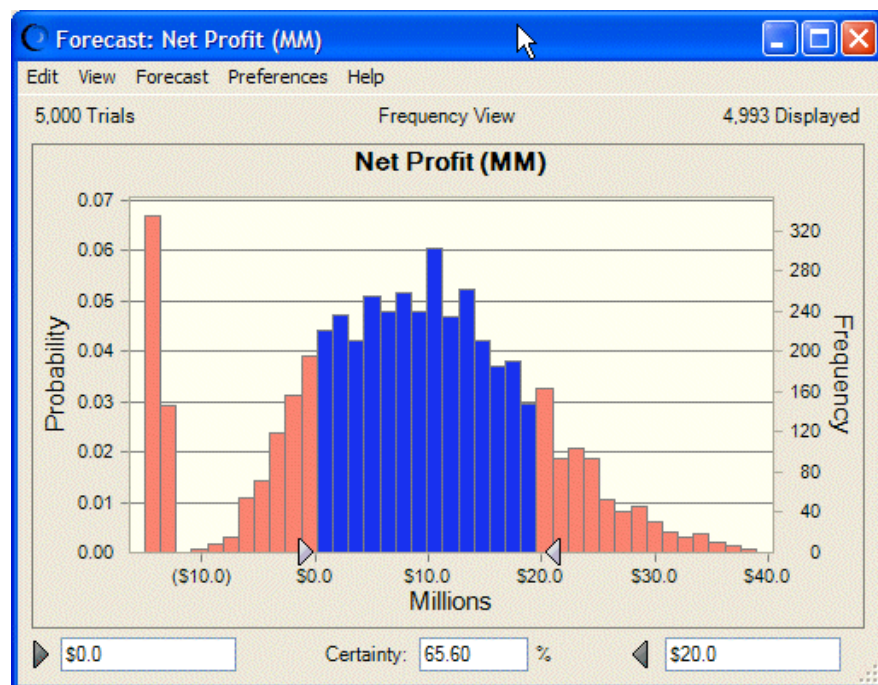 Forecast: Net Profit (MM)
Edit View Forecast Preferences Help
5,000 Trials Frequency View 4,993 Displayed
Net Profit (MM)
0.07
0.06
0.05
0.04
0.03
0.02
0.01
0.00
Probability
320
280
240
200
160
120
80
40
0
Frequency
($10.0) $0.0 $10.0 $20.0 $30.0 $40.0
Millions
$0.0 Certainty: 65.60 % $20.0